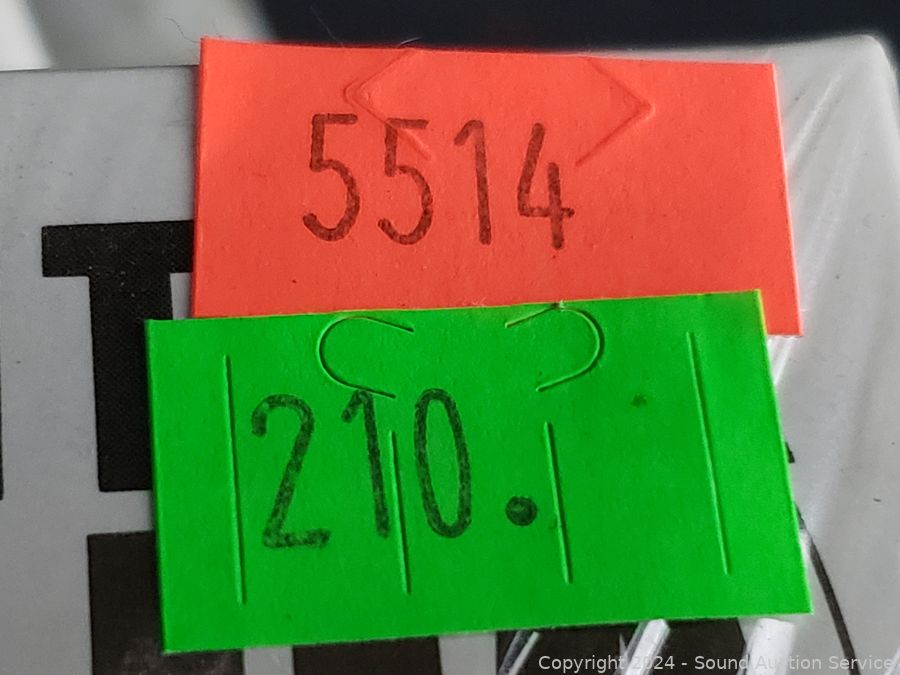 5514
T
210.
Copyright 2024 - Sound Auction Service